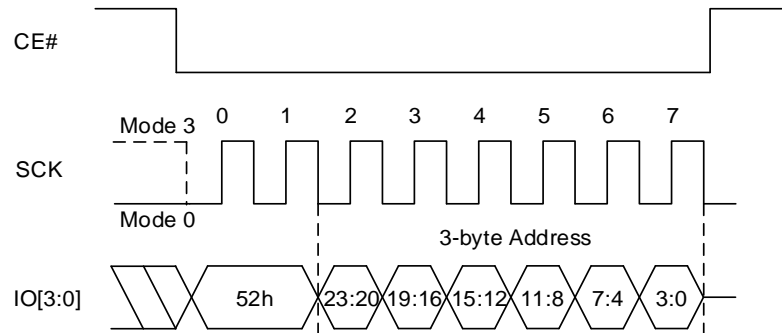 CE#
Mode 3 0 1 2 3 4 5 6 7
SCK
Mode 0
3-byte Address
IO[3:0] 52h 23:20 19:16 15:12 11:8 7:4 3:0